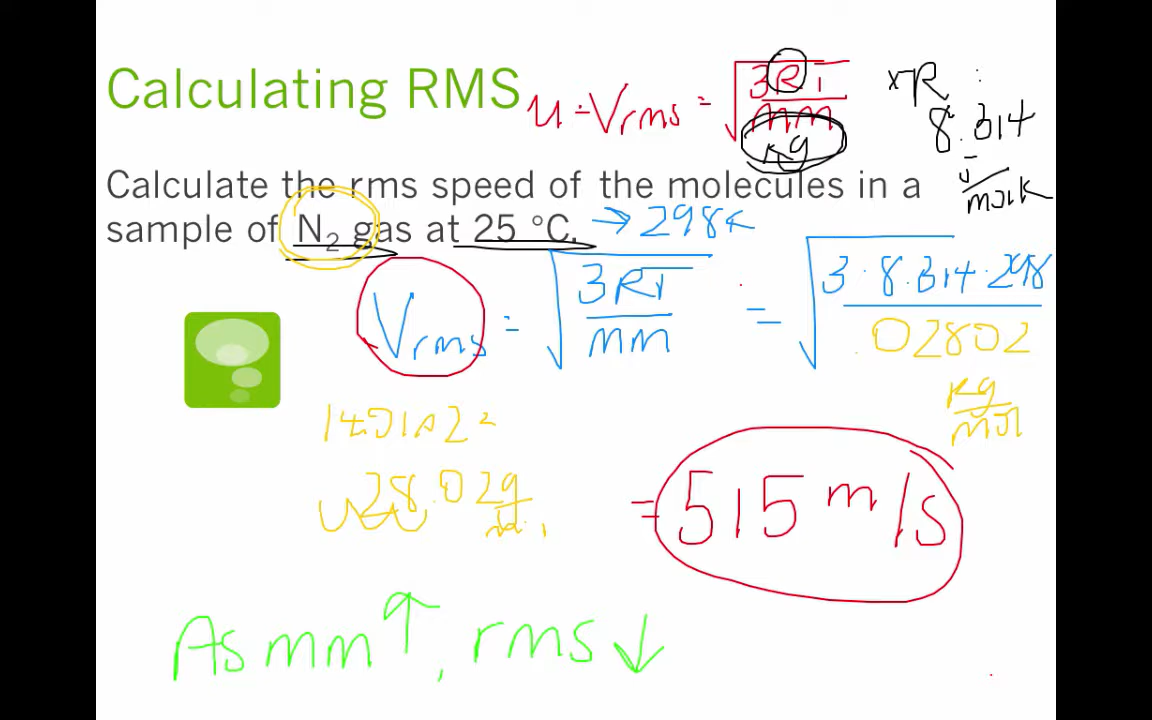 Calculating RMS
u = Vrms = √3RT/mm
kg
*R:
8.314
J/molK
Calculate the rms speed of the molecules in a
sample of N₂ gas at 25 °C. → 298K
Vrms = √3RT/mm = √3·8.314·298/.02802
kg/mol
14.01 x 2 =
28.02 g/mol
= 515 m/s
As mm ↑, rms ↓